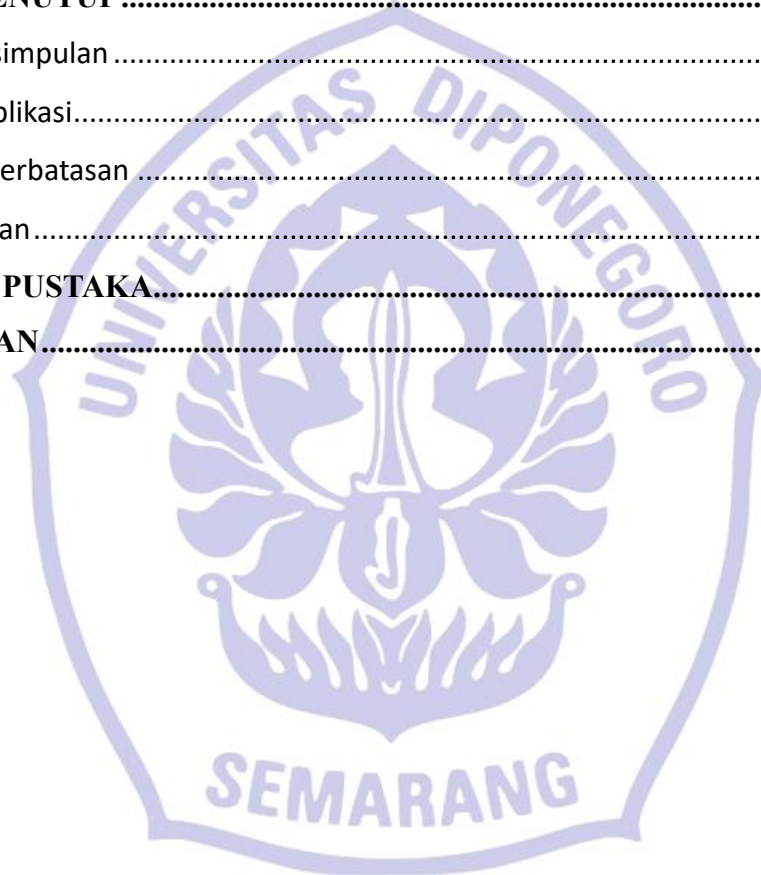 ENUTUP
simpulan
plikasi
erbatasan
an
PUSTAKA
AN
UNIVERSITAS DIPONEGORO
SEMARANG